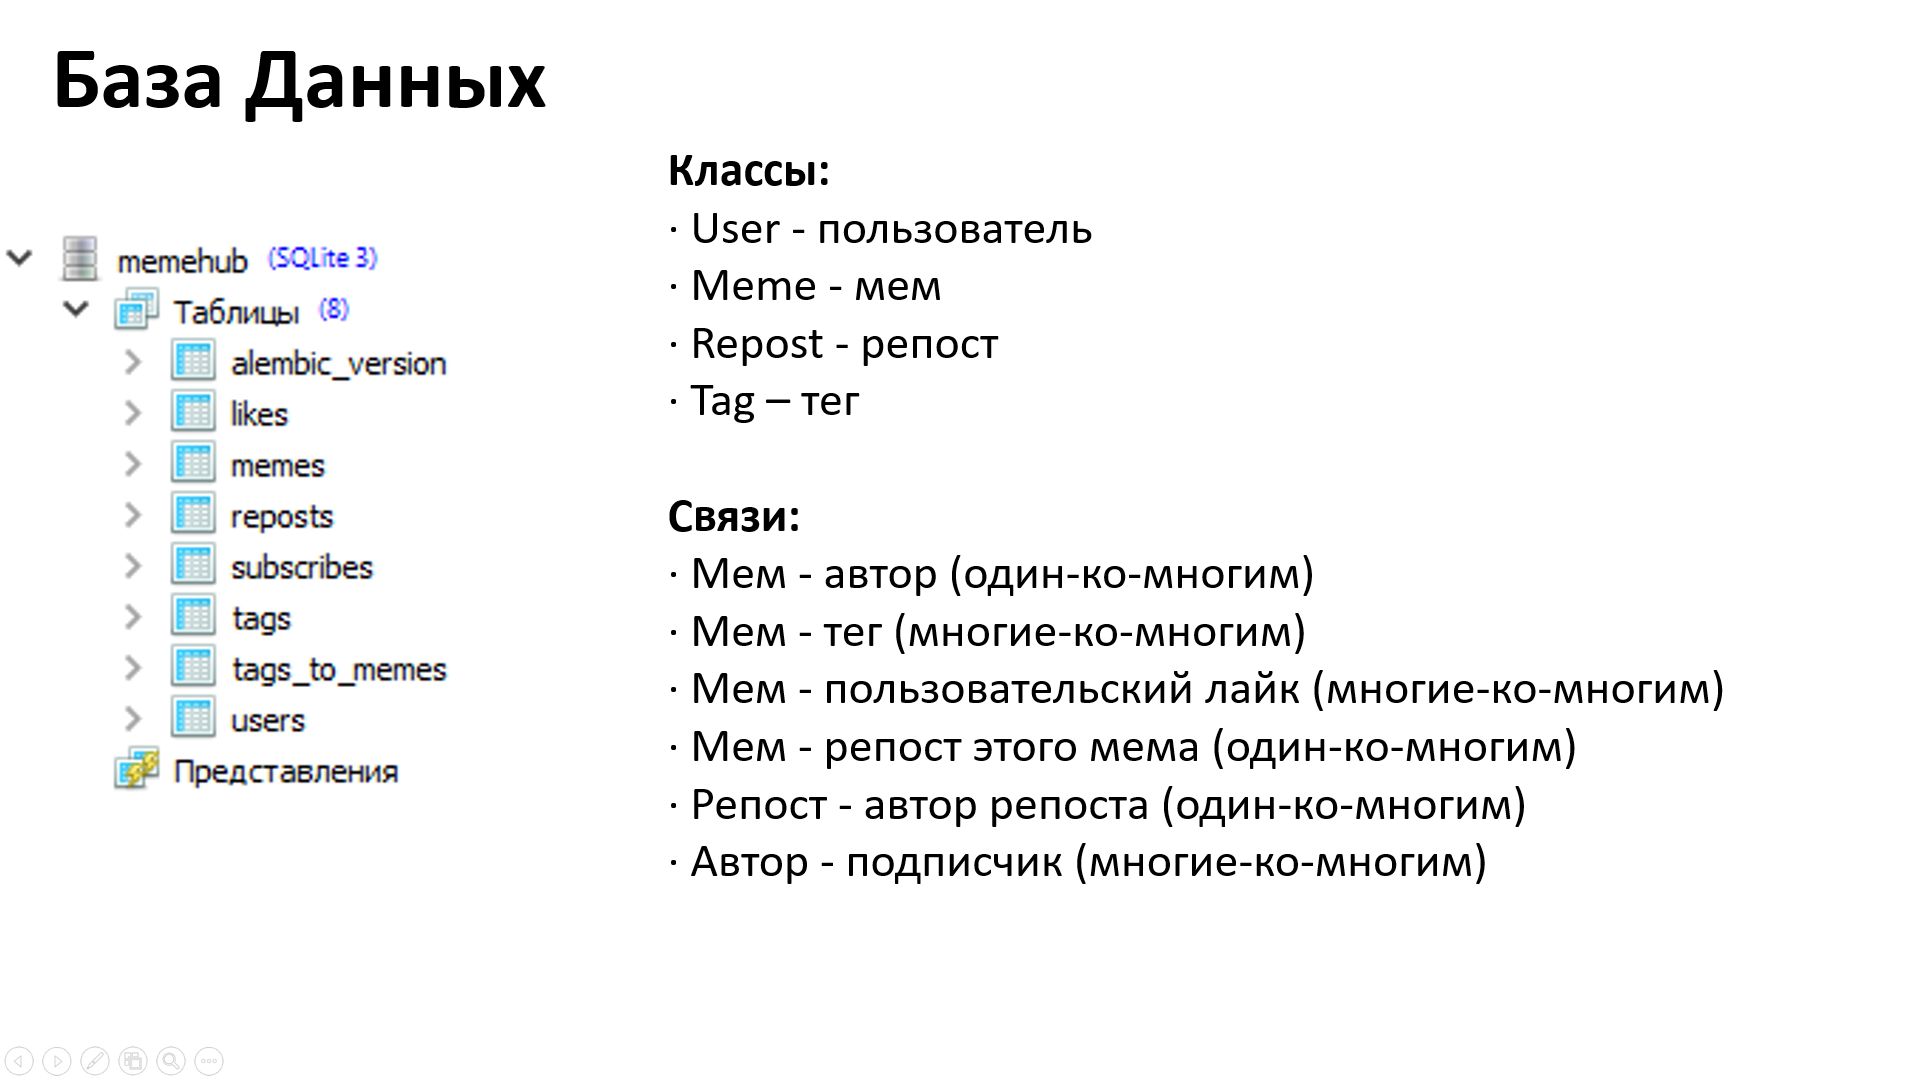 База Данных
memehub (SQLite 3)
Таблицы (8)
alembic_version
likes
memes
reposts
subscribes
tags
tags_to_memes
users
Представления
Классы:
· User - пользователь
· Meme - мем
· Repost - репост
· Tag – тег
Связи:
· Мем - автор (один-ко-многим)
· Мем - тег (многие-ко-многим)
· Мем - пользовательский лайк (многие-ко-многим)
· Мем - репост этого мема (один-ко-многим)
· Репост - автор репоста (один-ко-многим)
· Автор - подписчик (многие-ко-многим)